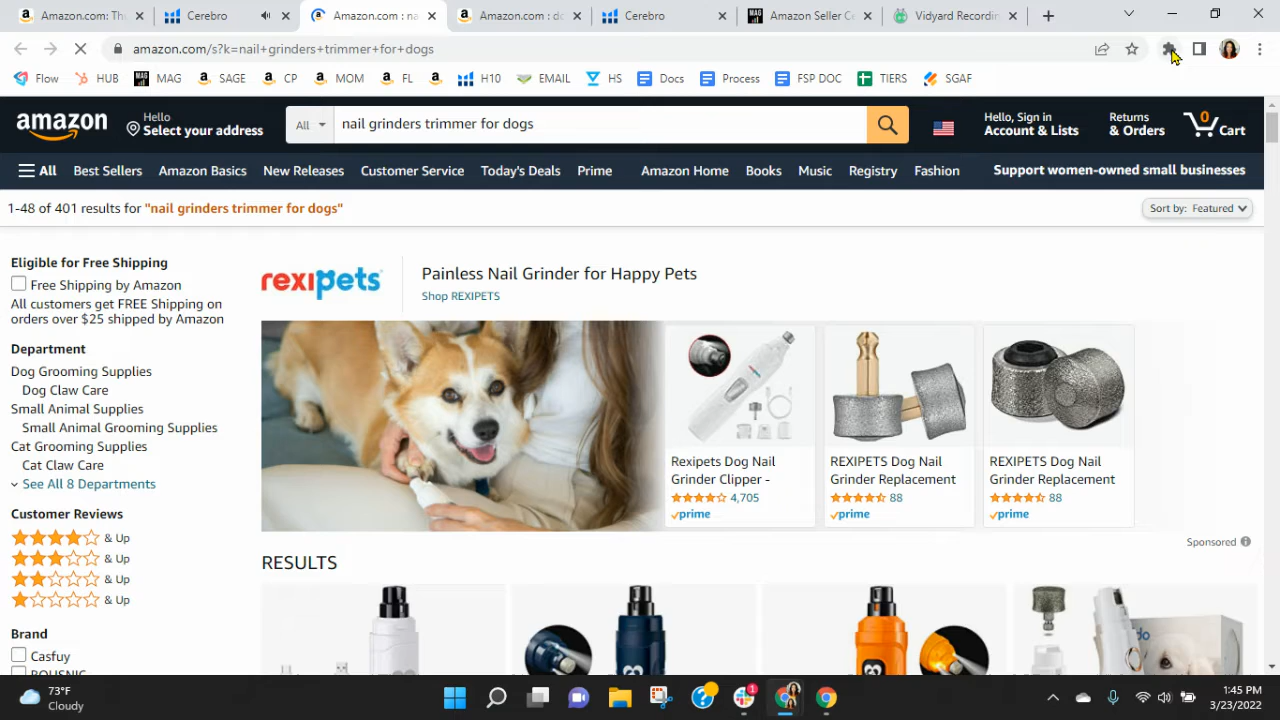 Amazon.com: Th
Cerebro
Amazon.com : na
Amazon.com : do
Cerebro
Amazon Seller Ce
Vidyard Recordin
amazon.com/s?k=nail+grinders+trimmer+for+dogs
Flow HUB MAG SAGE CP MOM FL H10 EMAIL HS Docs Process FSP DOC TIERS SGAF
amazon
Hello
Select your address
All
nail grinders trimmer for dogs
Hello, Sign in
Account & Lists
Returns
& Orders
0
Cart
All Best Sellers Amazon Basics New Releases Customer Service Today's Deals Prime Amazon Home Books Music Registry Fashion Support women-owned small businesses
1-48 of 401 results for "nail grinders trimmer for dogs"
Sort by: Featured
Eligible for Free Shipping
Free Shipping by Amazon
All customers get FREE Shipping on
orders over $25 shipped by Amazon
Department
Dog Grooming Supplies
Dog Claw Care
Small Animal Supplies
Small Animal Grooming Supplies
Cat Grooming Supplies
Cat Claw Care
See All 8 Departments
Customer Reviews
& Up
& Up
& Up
& Up
Brand
Casfuy
BOUSNIC
rexipets
Painless Nail Grinder for Happy Pets
Shop REXIPETS
Rexipets Dog Nail
Grinder Clipper -
4,705
prime
REXIPETS Dog Nail
Grinder Replacement
88
prime
REXIPETS Dog Nail
Grinder Replacement
88
prime
Sponsored
RESULTS
73°F
Cloudy
1
1:45 PM
3/23/2022